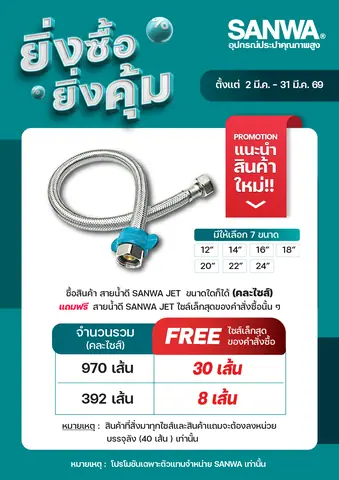 ยิ่งซื้อ
ยิ่งคุ้ม
SANWA®
อุปกรณ์ประปาคุณภาพสูง
ตั้งแต่ 2 มี.ค. - 31 มี.ค. 69
PROMOTION
แนะนำ
สินค้า
ใหม่!!
มีให้เลือก 7 ขนาด
12” 14” 16” 18”
20” 22” 24”
ซื้อสินค้า สายน้ำดี SANWA JET ขนาดใดก็ได้ (คละไซส์)
แถมฟรี สายน้ำดี SANWA JET ไซส์เล็กสุดของคำสั่งซื้อนั้น ๆ
จำนวนรวม
(คละไซส์)
FREE ไซส์เล็กสุด
ของคำสั่งซื้อ
970 เส้น 30 เส้น
392 เส้น 8 เส้น
หมายเหตุ : สินค้าที่สั่งมาทุกไซส์และสินค้าแถมจะต้องลงหน่วย
บรรจุลัง (40 เส้น ) เท่านั้น
หมายเหตุ : โปรโมชันเฉพาะตัวแทนจำหน่าย SANWA เท่านั้น